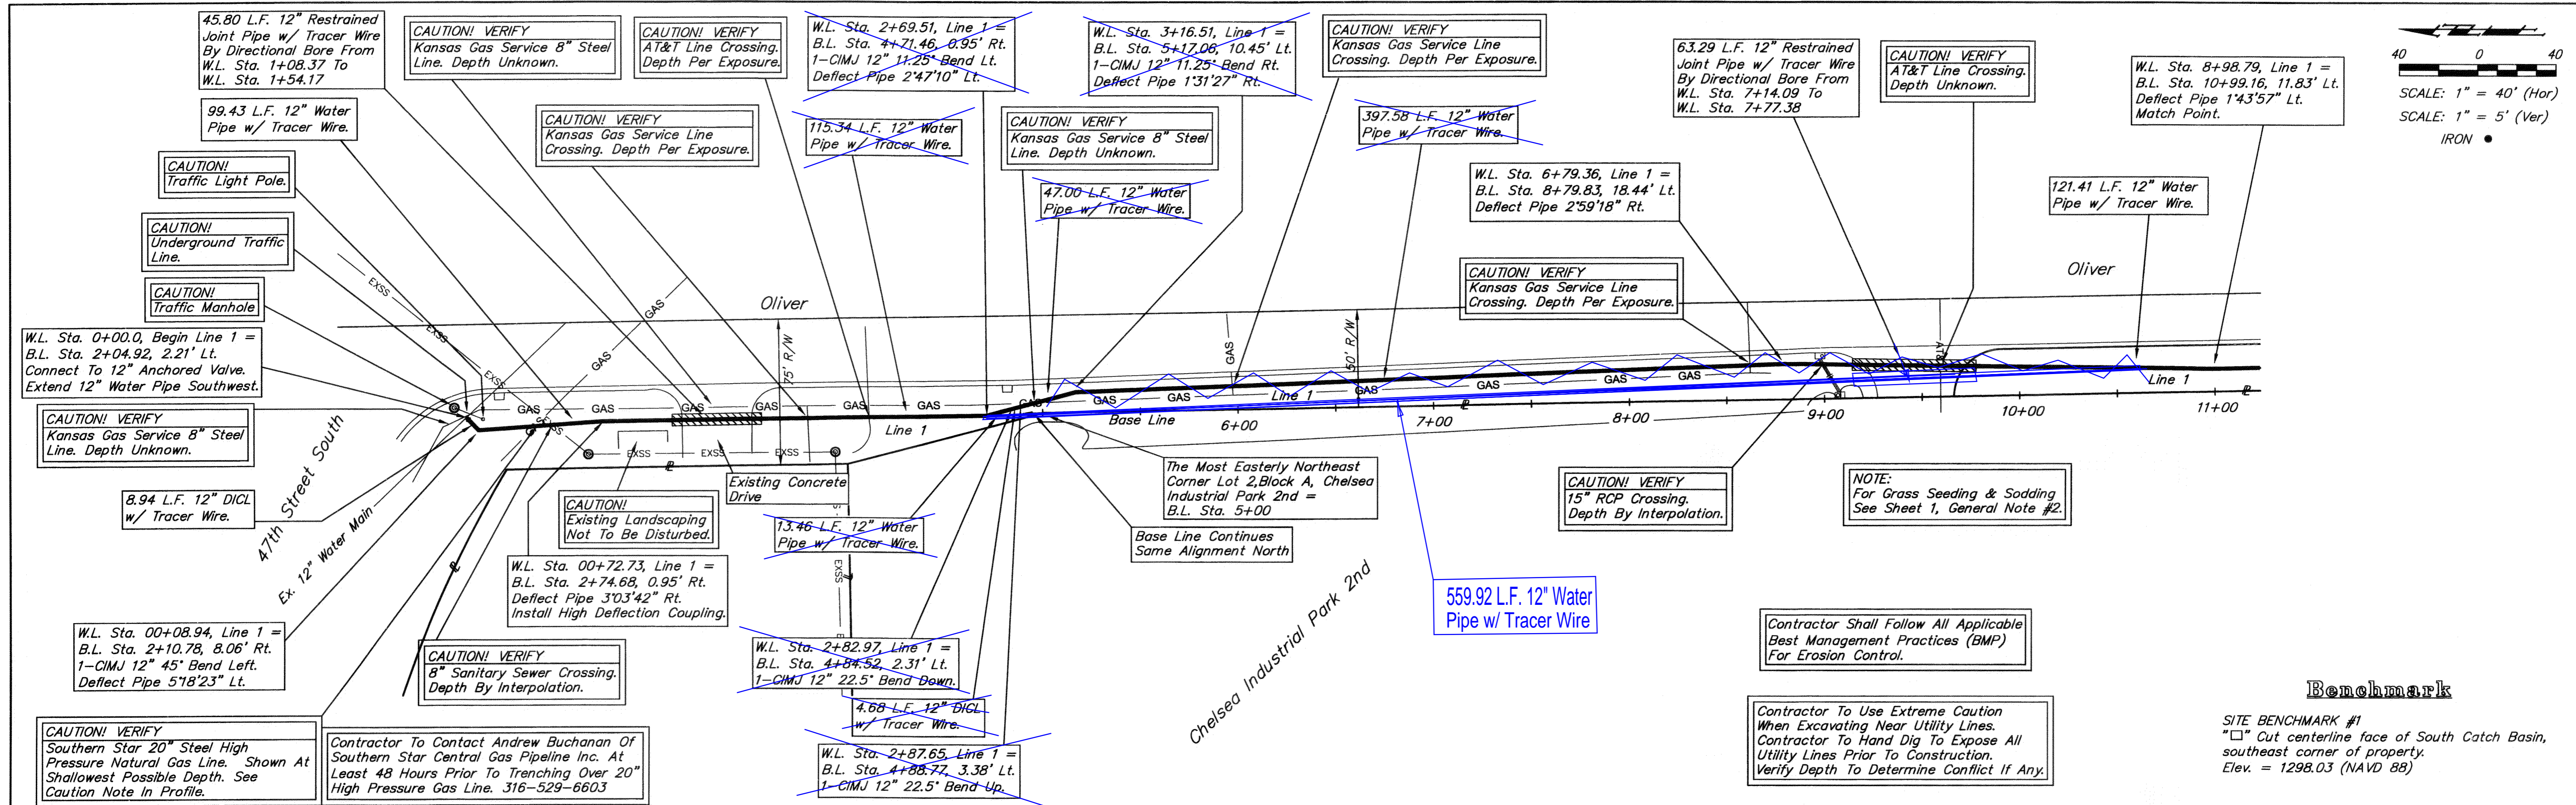 45.80 L.F. 12" Restrained
Joint Pipe w/ Tracer Wire
By Directional Bore From
W.L. Sta. 1+08.37 To
W.L. Sta. 1+54.17
CAUTION! VERIFY
Kansas Gas Service 8" Steel
Line. Depth Unknown.
CAUTION! VERIFY
AT&T Line Crossing.
Depth Per Exposure.
W.L. Sta. 2+69.51, Line 1 =
B.L. Sta. 4+71.46, 0.95' Rt.
1-CIMJ 12" 11.25° Bend Lt.
Deflect Pipe 2°47'10" Lt.
W.L. Sta. 3+16.51, Line 1 =
B.L. Sta. 5+17.06, 10.45' Lt.
1-CIMJ 12" 11.25° Bend Rt.
Deflect Pipe 1°31'27" Rt.
CAUTION! VERIFY
Kansas Gas Service Line
Crossing. Depth Per Exposure.
63.29 L.F. 12" Restrained
Joint Pipe w/ Tracer Wire
By Directional Bore From
W.L. Sta. 7+14.09 To
W.L. Sta. 7+77.38
CAUTION! VERIFY
AT&T Line Crossing.
Depth Unknown.
W.L. Sta. 8+98.79, Line 1 =
B.L. Sta. 10+99.16, 11.83' Lt.
Deflect Pipe 1°43'57" Lt.
Match Point.
40 0 40
SCALE: 1" = 40' (Hor)
SCALE: 1" = 5' (Ver)
IRON
99.43 L.F. 12" Water
Pipe w/ Tracer Wire.
CAUTION! VERIFY
Kansas Gas Service Line
Crossing. Depth Per Exposure.
115.34 L.F. 12" Water
Pipe w/ Tracer Wire.
CAUTION! VERIFY
Kansas Gas Service 8" Steel
Line. Depth Unknown.
397.58 L.F. 12" Water
Pipe w/ Tracer Wire.
CAUTION!
Traffic Light Pole.
47.00 L.F. 12" Water
Pipe w/ Tracer Wire.
W.L. Sta. 6+79.36, Line 1 =
B.L. Sta. 8+79.83, 18.44' Lt.
Deflect Pipe 2°59'18" Rt.
121.41 L.F. 12" Water
Pipe w/ Tracer Wire.
CAUTION!
Underground Traffic
Line.
CAUTION!
Traffic Manhole
CAUTION! VERIFY
Kansas Gas Service Line
Crossing. Depth Per Exposure.
Oliver
Oliver
EXSS
EXSS
EXSS
GAS
GAS
75' R/W
50' R/W
GAS
AT&T
W.L. Sta. 0+00.0, Begin Line 1 =
B.L. Sta. 2+04.92, 2.21' Lt.
Connect To 12" Anchored Valve.
Extend 12" Water Pipe Southwest.
GAS GAS GAS GAS GAS GAS GAS GAS GAS GAS GAS GAS GAS GAS
Line 1
Line 1
Line 1
Base Line
6+00
7+00
8+00
9+00
10+00
11+00
CAUTION! VERIFY
Kansas Gas Service 8" Steel
Line. Depth Unknown.
47th Street South
Ex. 12" Water Main
GAS
EXSS
EXSS EXSS EXSS
8.94 L.F. 12" DICL
w/ Tracer Wire.
Existing Concrete
Drive
CAUTION!
Existing Landscaping
Not To Be Disturbed.
13.46 L.F. 12" Water
Pipe w/ Tracer Wire.
The Most Easterly Northeast
Corner Lot 2,Block A, Chelsea
Industrial Park 2nd =
B.L. Sta. 5+00
Base Line Continues
Same Alignment North
CAUTION! VERIFY
15" RCP Crossing.
Depth By Interpolation.
NOTE:
For Grass Seeding & Sodding
See Sheet 1, General Note #2.
W.L. Sta. 00+72.73, Line 1 =
B.L. Sta. 2+74.68, 0.95' Rt.
Deflect Pipe 3°03'42" Rt.
Install High Deflection Coupling.
EXSS
559.92 L.F. 12" Water
Pipe w/ Tracer Wire
Chelsea Industrial Park 2nd
W.L. Sta. 00+08.94, Line 1 =
B.L. Sta. 2+10.78, 8.06' Rt.
1-CIMJ 12" 45° Bend Left.
Deflect Pipe 5°18'23" Lt.
CAUTION! VERIFY
8" Sanitary Sewer Crossing.
Depth By Interpolation.
W.L. Sta. 2+82.97, Line 1 =
B.L. Sta. 4+84.52, 2.31' Lt.
1-CIMJ 12" 22.5° Bend Down.
4.68 L.F. 12" DICL
w/ Tracer Wire.
W.L. Sta. 2+87.65, Line 1 =
B.L. Sta. 4+88.77, 3.38' Lt.
1-CIMJ 12" 22.5° Bend Up.
Contractor Shall Follow All Applicable
Best Management Practices (BMP)
For Erosion Control.
CAUTION! VERIFY
Southern Star 20" Steel High
Pressure Natural Gas Line. Shown At
Shallowest Possible Depth. See
Caution Note In Profile.
Contractor To Contact Andrew Buchanan Of
Southern Star Central Gas Pipeline Inc. At
Least 48 Hours Prior To Trenching Over 20"
High Pressure Gas Line. 316-529-6603
Contractor To Use Extreme Caution
When Excavating Near Utility Lines.
Contractor To Hand Dig To Expose All
Utility Lines Prior To Construction.
Verify Depth To Determine Conflict If Any.
Benchmark
SITE BENCHMARK #1
"□" Cut centerline face of South Catch Basin,
southeast corner of property.
Elev. = 1298.03 (NAVD 88)